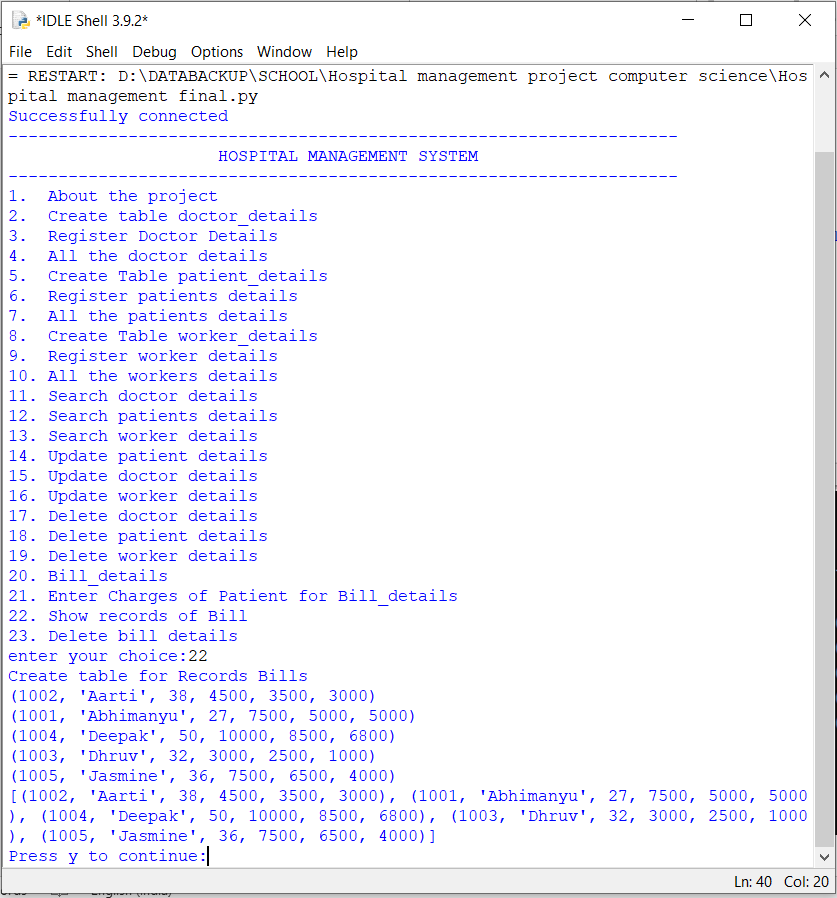 *IDLE Shell 3.9.2*
File Edit Shell Debug Options Window Help
= RESTART: D:\DATABACKUP\SCHOOL\Hospital management project computer science\Hos
pital management final.py
Successfully connected
-------------------------------------------------------------------
HOSPITAL MANAGEMENT SYSTEM
-------------------------------------------------------------------
1.  About the project
2.  Create table doctor_details
3.  Register Doctor Details
4.  All the doctor details
5.  Create Table patient_details
6.  Register patients details
7.  All the patients details
8.  Create Table worker_details
9.  Register worker details
10. All the workers details
11. Search doctor details
12. Search patients details
13. Search worker details
14. Update patient details
15. Update doctor details
16. Update worker details
17. Delete doctor details
18. Delete patient details
19. Delete worker details
20. Bill_details
21. Enter Charges of Patient for Bill_details
22. Show records of Bill
23. Delete bill details
enter your choice:22
Create table for Records Bills
(1002, 'Aarti', 38, 4500, 3500, 3000)
(1001, 'Abhimanyu', 27, 7500, 5000, 5000)
(1004, 'Deepak', 50, 10000, 8500, 6800)
(1003, 'Dhruv', 32, 3000, 2500, 1000)
(1005, 'Jasmine', 36, 7500, 6500, 4000)
[(1002, 'Aarti', 38, 4500, 3500, 3000), (1001, 'Abhimanyu', 27, 7500, 5000, 5000
), (1004, 'Deepak', 50, 10000, 8500, 6800), (1003, 'Dhruv', 32, 3000, 2500, 1000
), (1005, 'Jasmine', 36, 7500, 6500, 4000)]
Press y to continue:
Ln: 40 Col: 20